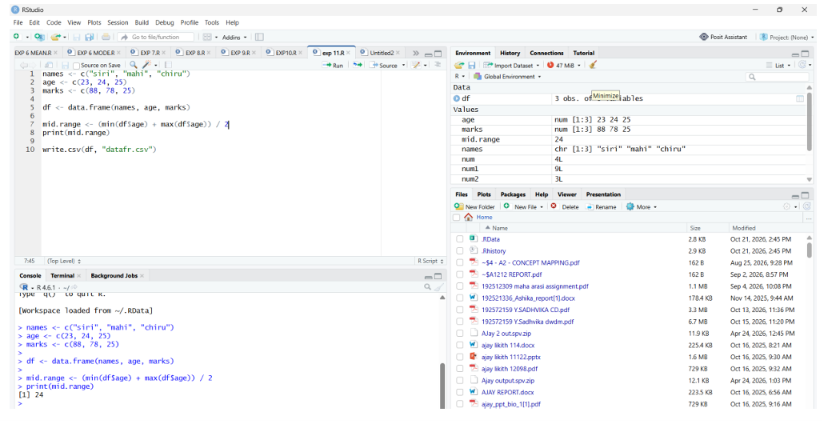 RStudio
File Edit Code View Plots Session Build Debug Profile Tools Help
Go to file/function Addins Posit Assistant Project: (None)
EXP 6 MEAN.R EXP 6 MODE.R EXP 7.R EXP 8.R EXP 9.R EXP10.R exp 11.R Untitled2
Source on Save Run Source
1 names <- c("siri", "mahi", "chiru")
2 age <- c(23, 24, 25)
3 marks <- c(88, 78, 25)
4
5 df <- data.frame(names, age, marks)
6
7 mid.range <- (min(df$age) + max(df$age)) / 2
8 print(mid.range)
9
10 write.csv(df, "datafr.csv")
7:45 (Top Level) R Script
Console Terminal Background Jobs
R 4.6.1 · ~/
Type 'q()' to quit R.
[Workspace loaded from ~/.RData]
> names <- c("siri", "mahi", "chiru")
> age <- c(23, 24, 25)
> marks <- c(88, 78, 25)
>
> df <- data.frame(names, age, marks)
>
> mid.range <- (min(df$age) + max(df$age)) / 2
> print(mid.range)
[1] 24
>
Environment History Connections Tutorial
Import Dataset 47 MiB List
R Global Environment
Data
df 3 obs. of variables
Minimize
Values
age num [1:3] 23 24 25
marks num [1:3] 88 78 25
mid.range 24
names chr [1:3] "siri" "mahi" "chiru"
num 4L
num1 9L
num2 3L
Files Plots Packages Help Viewer Presentation
New Folder New File Delete Rename More
Home
Name Size Modified
.RData 2.8 KB Oct 21, 2026, 2:45 PM
.Rhistory 2.9 KB Oct 21, 2026, 2:45 PM
~$4 - A2 - CONCEPT MAPPING.pdf 162 B Aug 25, 2026, 9:28 PM
~$A1212 REPORT.pdf 162 B Sep 2, 2026, 8:57 PM
192512309 maha arasi assignment.pdf 1.1 MB Sep 4, 2026, 10:08 PM
192521336_Ashika_report[1].docx 178.4 KB Nov 14, 2025, 9:44 AM
192572159 Y.SADHVIKA CD.pdf 3.3 MB Oct 13, 2026, 11:36 PM
192572159 Y.Sadhvika dwdm.pdf 6.7 MB Oct 15, 2026, 11:20 PM
AJay 2 out.spv.zip 11.9 KB Apr 24, 2026, 12:45 PM
ajay likith 114.docx 225.4 KB Oct 16, 2025, 8:21 AM
ajay likith 11122.pptx 1.6 MB Oct 16, 2025, 9:30 AM
ajay likith 12098.pdf 729 KB Oct 16, 2025, 9:32 AM
Ajay output.spv.zip 12.1 KB Apr 24, 2026, 1:03 PM
AJAY REPORT.docx 223.5 KB Oct 16, 2025, 6:56 AM
ajay_ppt_bio_1[1].pdf 729 KB Oct 16, 2025, 9:16 AM